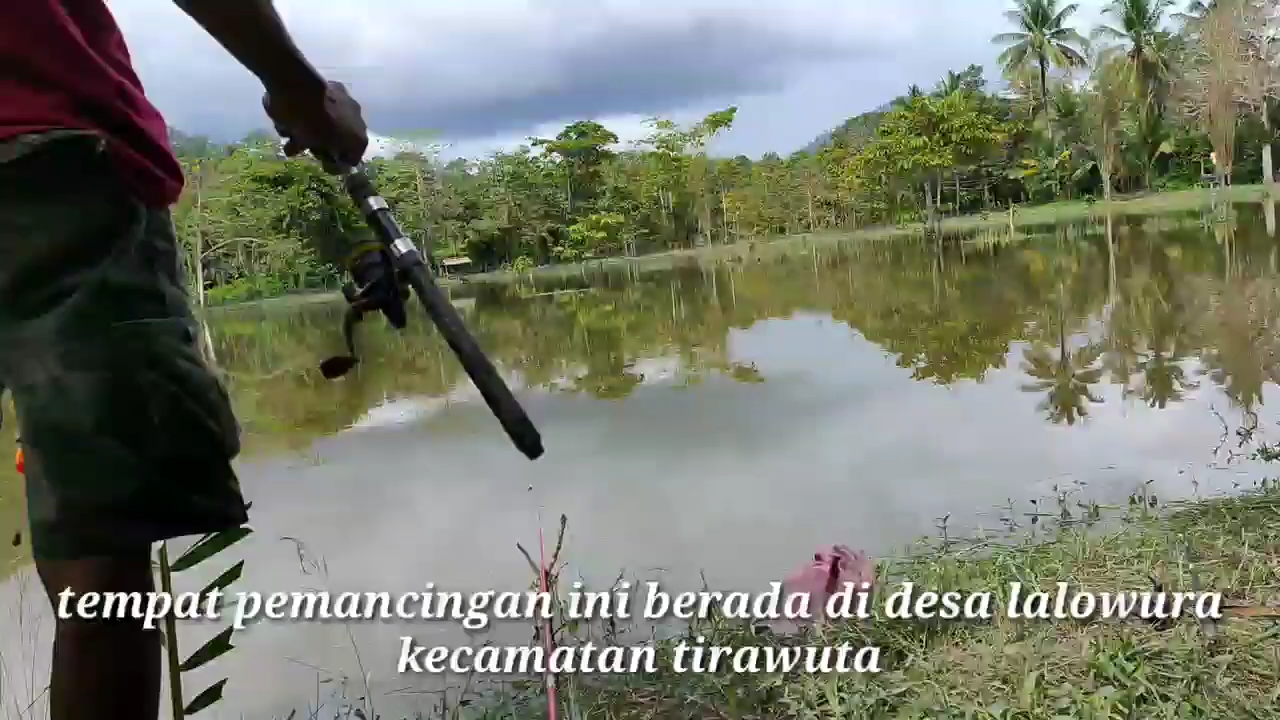 tempat pemancingan ini berada di desa lalowura
kecamatan tirawuta